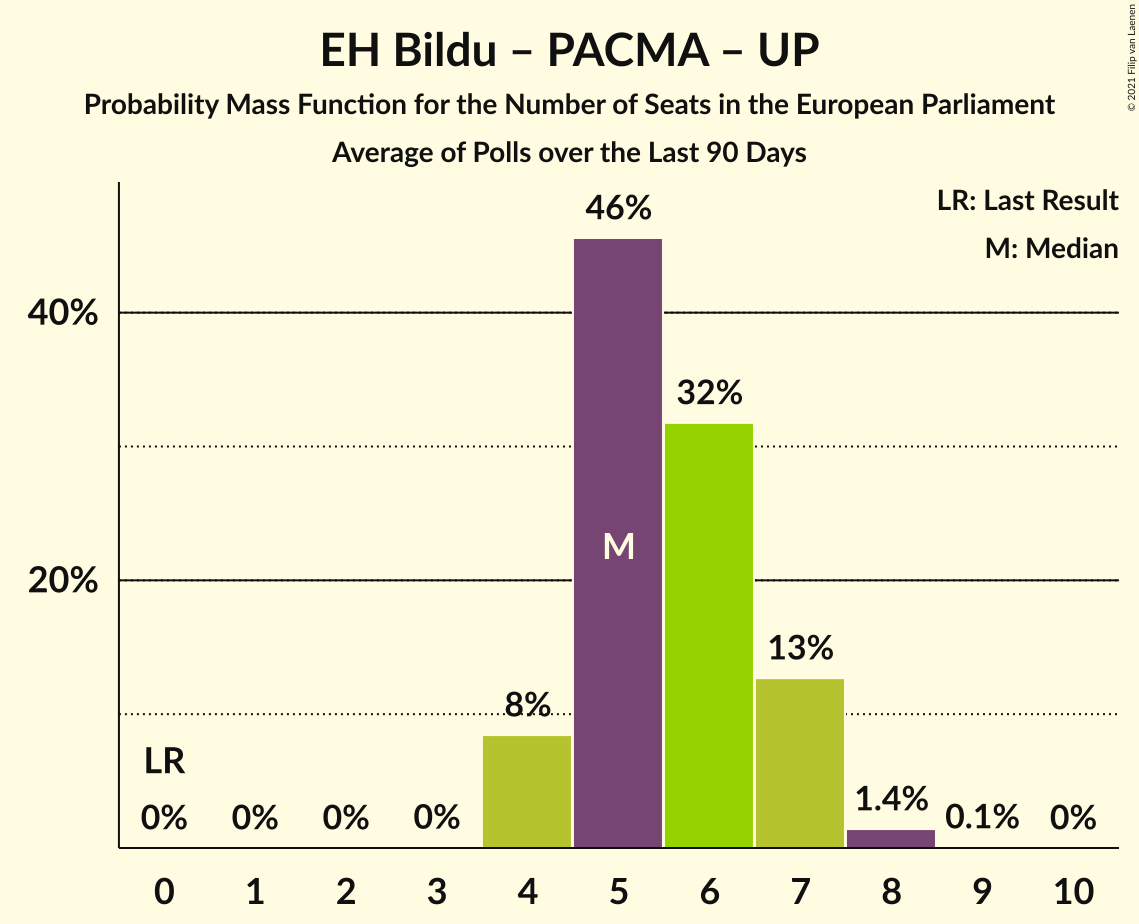 EH Bildu – PACMA – UP
Probability Mass Function for the Number of Seats in the European Parliament
Average of Polls over the Last 90 Days
© 2021 Filip van Laenen
LR: Last Result
M: Median
46%
40%
32%
M
20%
13%
8%
LR
0% 0% 0% 0% 1.4% 0.1% 0%
0 1 2 3 4 5 6 7 8 9 10